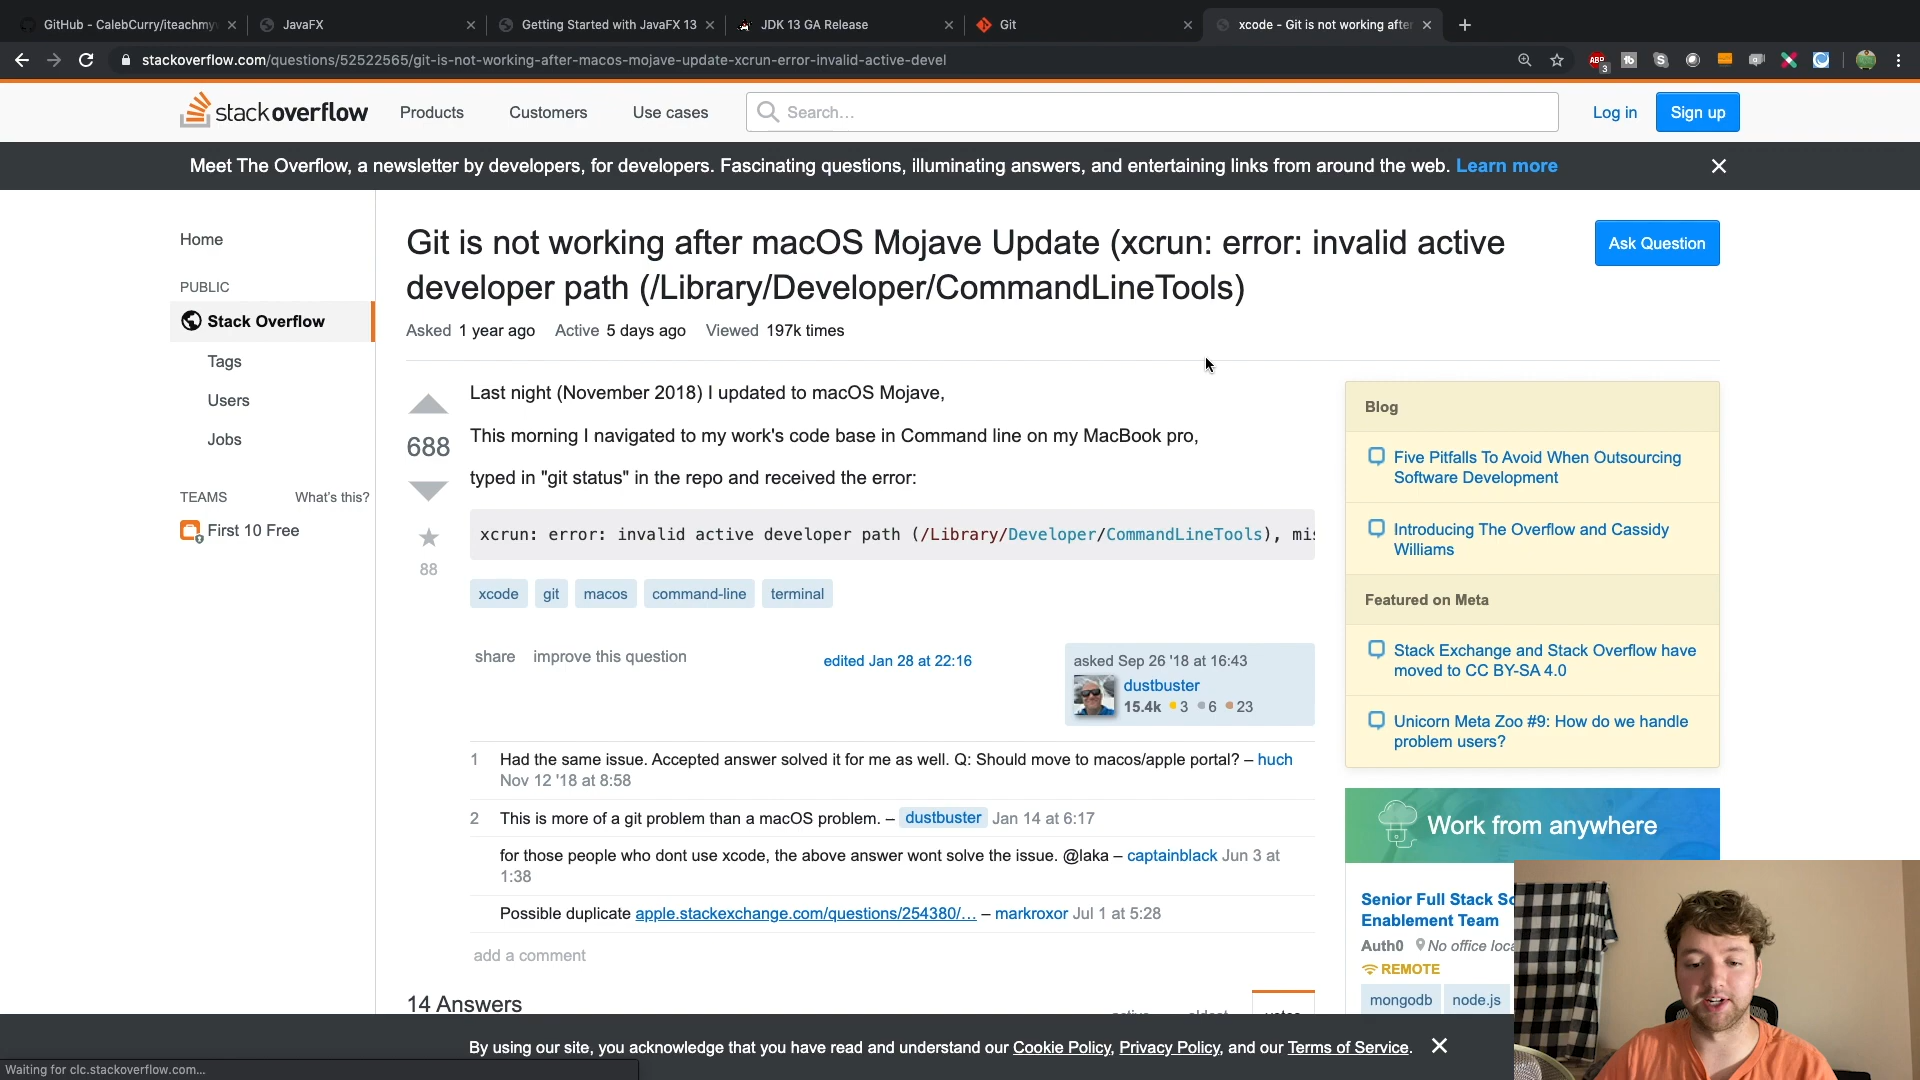 GitHub - CalebCurry/iteachmy
JavaFX
Getting Started with JavaFX 13
JDK 13 GA Release
Git
xcode - Git is not working after
stackoverflow.com/questions/52522565/git-is-not-working-after-macos-mojave-update-xcrun-error-invalid-active-devel
ABP
3
stackoverflow
Products
Customers
Use cases
Search...
Log in
Sign up
Meet The Overflow, a newsletter by developers, for developers. Fascinating questions, illuminating answers, and entertaining links from around the web. Learn more
Home
PUBLIC
Stack Overflow
Tags
Users
Jobs
TEAMS What's this?
First 10 Free
Git is not working after macOS Mojave Update (xcrun: error: invalid active
developer path (/Library/Developer/CommandLineTools)
Ask Question
Asked 1 year ago Active 5 days ago Viewed 197k times
688
88
Last night (November 2018) I updated to macOS Mojave,
This morning I navigated to my work's code base in Command line on my MacBook pro,
typed in "git status" in the repo and received the error:
xcrun: error: invalid active developer path (/Library/Developer/CommandLineTools), mis
xcode git macos command-line terminal
share improve this question
edited Jan 28 at 22:16
asked Sep 26 '18 at 16:43
dustbuster
15.4k 3 6 23
1 Had the same issue. Accepted answer solved it for me as well. Q: Should move to macos/apple portal? – huch
Nov 12 '18 at 8:58
2 This is more of a git problem than a macOS problem. – dustbuster Jan 14 at 6:17
for those people who dont use xcode, the above answer wont solve the issue. @laka – captainblack Jun 3 at
1:38
Possible duplicate apple.stackexchange.com/questions/254380/... – markroxor Jul 1 at 5:28
add a comment
14 Answers
active oldest votes
Blog
Five Pitfalls To Avoid When Outsourcing
Software Development
Introducing The Overflow and Cassidy
Williams
Featured on Meta
Stack Exchange and Stack Overflow have
moved to CC BY-SA 4.0
Unicorn Meta Zoo #9: How do we handle
problem users?
Work from anywhere
Senior Full Stack So
Enablement Team
Auth0 No office loca
REMOTE
mongodb node.js
By using our site, you acknowledge that you have read and understand our Cookie Policy, Privacy Policy, and our Terms of Service.
Waiting for clc.stackoverflow.com...